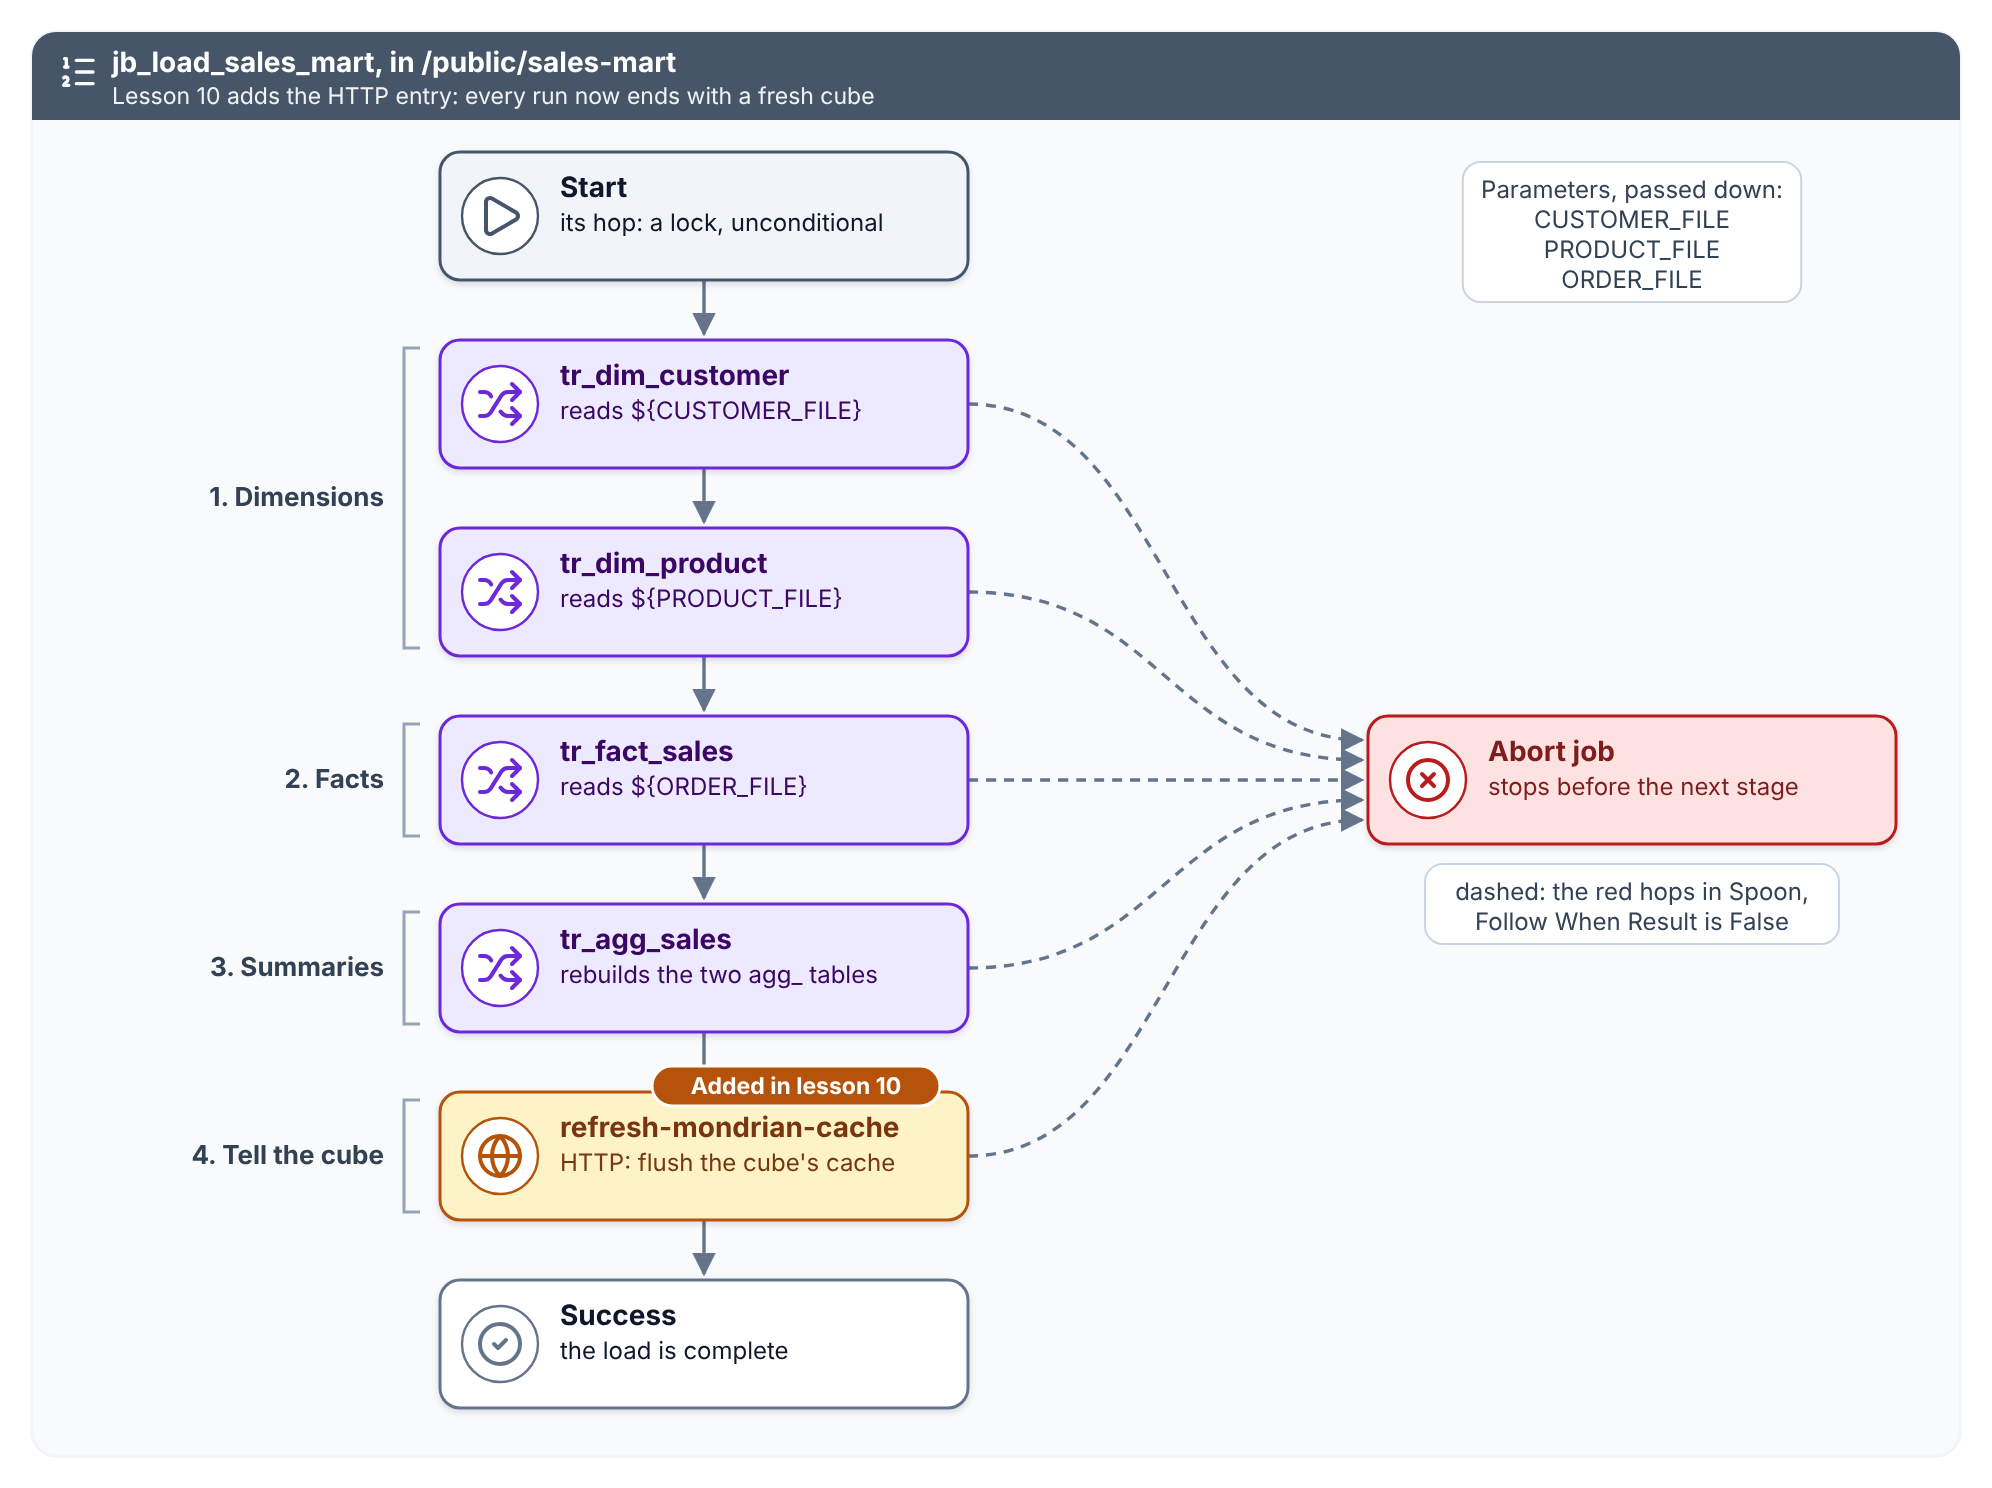 jb_load_sales_mart, in /public/sales-mart
Lesson 10 adds the HTTP entry: every run now ends with a fresh cube
Start
its hop: a lock, unconditional
Parameters, passed down:
CUSTOMER_FILE
PRODUCT_FILE
ORDER_FILE
1. Dimensions
tr_dim_customer
reads ${CUSTOMER_FILE}
tr_dim_product
reads ${PRODUCT_FILE}
2. Facts
tr_fact_sales
reads ${ORDER_FILE}
Abort job
stops before the next stage
dashed: the red hops in Spoon,
Follow When Result is False
3. Summaries
tr_agg_sales
rebuilds the two agg_ tables
Added in lesson 10
4. Tell the cube
refresh-mondrian-cache
HTTP: flush the cube's cache
Success
the load is complete